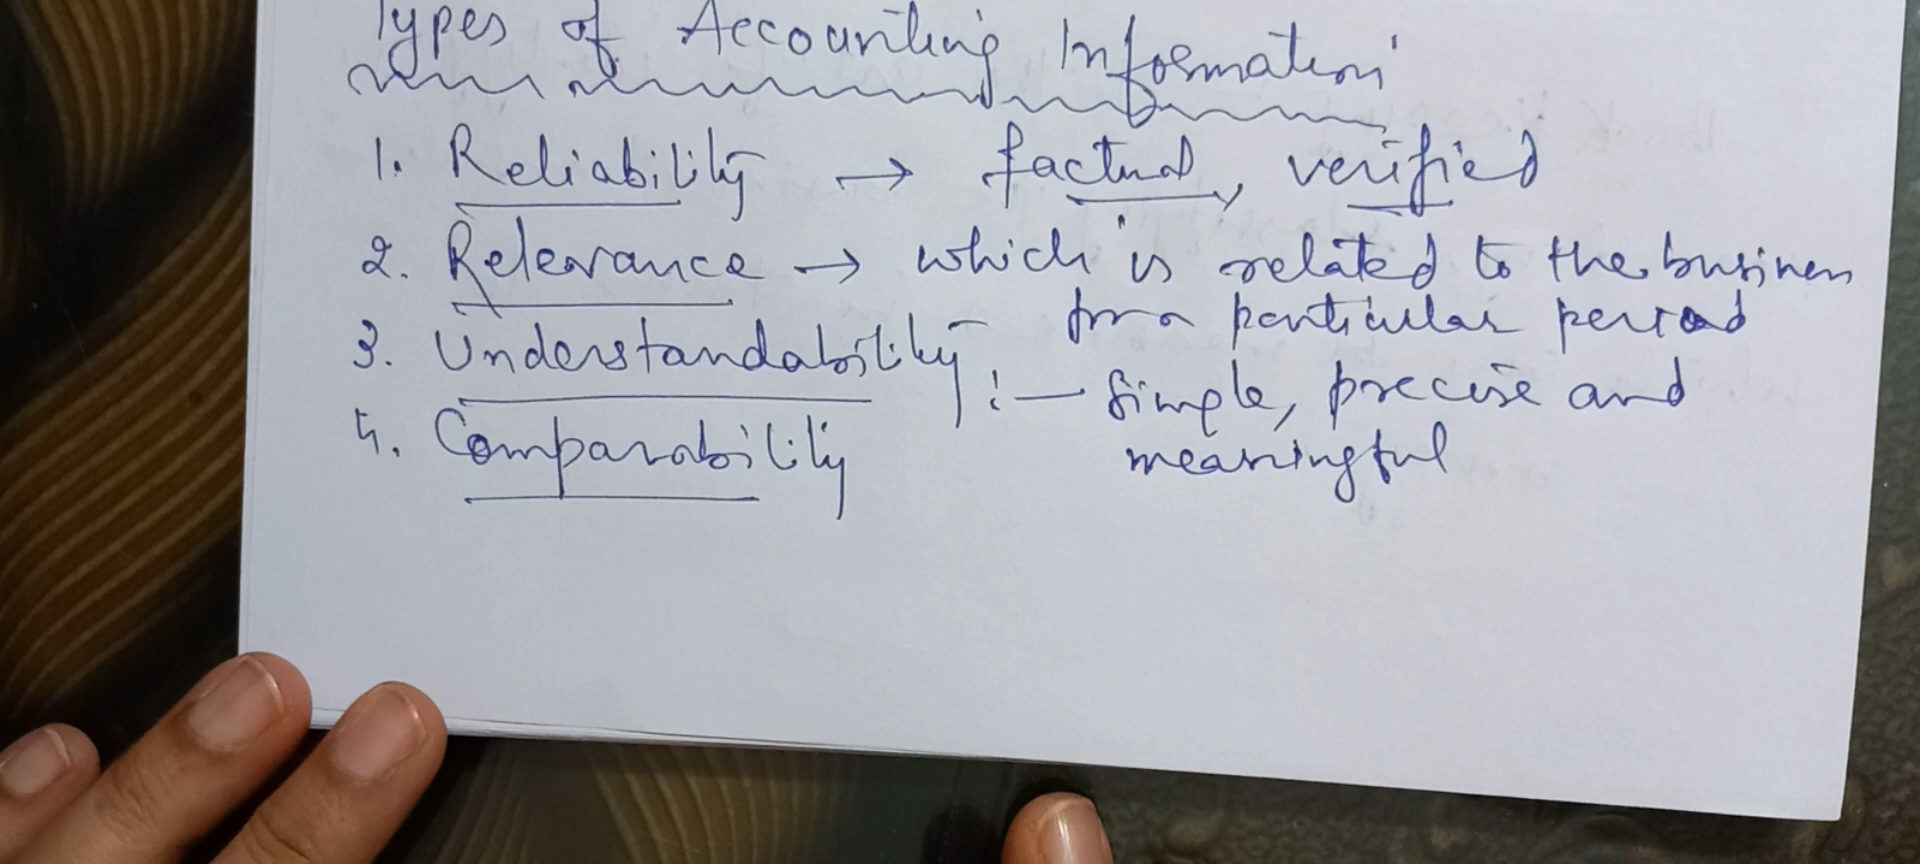 Types of Accounting Information
1. Reliability → factual, verified
2. Relevance → which is related to the business
for a particular period
3. Understandability :— Simple, precise and
meaningful
4. Comparability